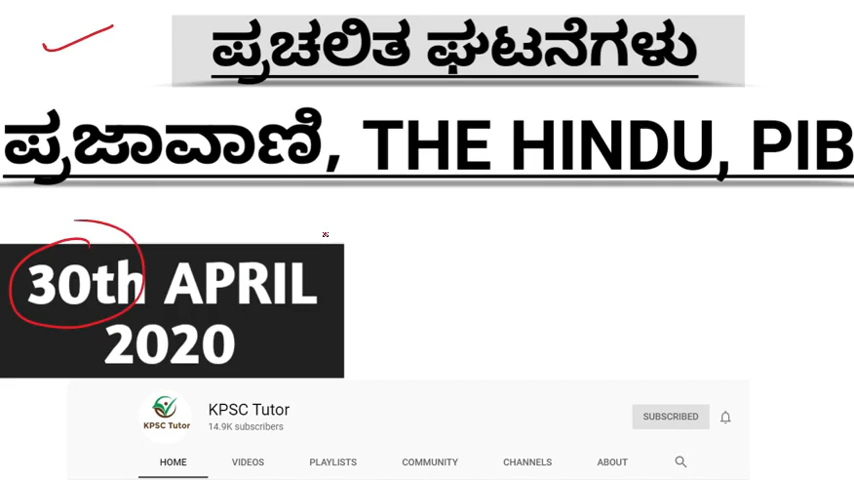 ಪ್ರಚಲಿತ ಘಟನೆಗಳು
ಪ್ರಜಾವಾಣಿ, THE HINDU, PIB
30th APRIL
2020
KPSC Tutor
KPSC Tutor
14.9K subscribers
SUBSCRIBED
HOME VIDEOS PLAYLISTS COMMUNITY CHANNELS ABOUT